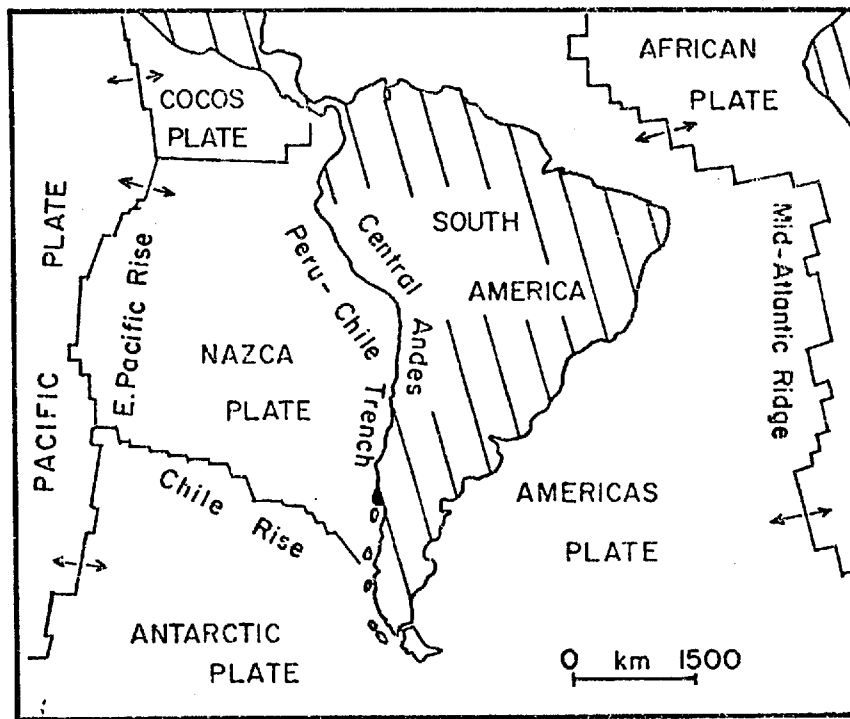 AFRICAN
PLATE
COCOS
PLATE
PACIFIC PLATE
E. Pacific Rise
NAZCA
PLATE
Peru-Chile Trench
Central Andes
SOUTH
AMERICA
Mid-Atlantic Ridge
Chile Rise
AMERICAS
PLATE
ANTARCTIC
PLATE
0 km 1500